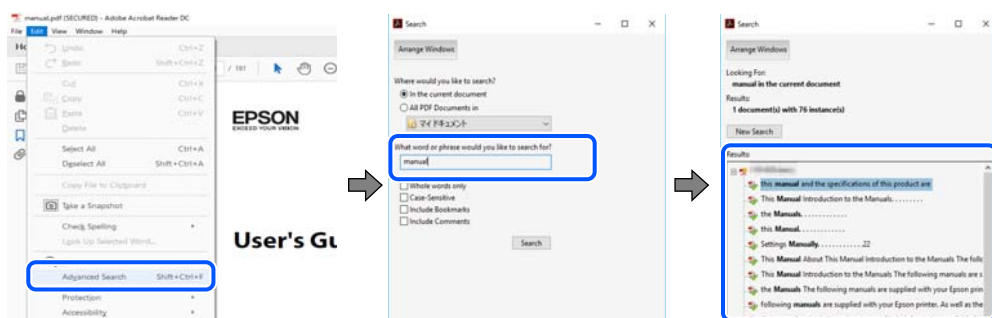 manual.pdf (SECURED) - Adobe Acrobat Reader DC
File Edit View Window Help
Undo Ctrl+Z
Redo Shift+Ctrl+Z
Cut Ctrl+X
Copy Ctrl+C
Paste Ctrl+V
Delete
Select All Ctrl+A
Deselect All Shift+Ctrl+A
Copy File to Clipboard
Take a Snapshot
Check Spelling
Look Up Selected Word...
Advanced Search Shift+Ctrl+F
Protection
Accessibility
/ 191
EPSON
EXCEED YOUR VISION
User's Gu
Search
Arrange Windows
Where would you like to search?
In the current document
All PDF Documents in
マイドキュメント
What word or phrase would you like to search for?
manual
Whole words only
Case-Sensitive
Include Bookmarks
Include Comments
Search
Search
Arrange Windows
Looking For:
manual in the current document
Results:
1 document(s) with 76 instance(s)
New Search
Results:
this manual and the specifications of this product are
This Manual Introduction to the Manuals. . . . . . . . .
the Manuals. . . . . . . . . . . . .
this Manual. . . . . . . . . . . . .
Settings Manually. . . . . . . . . . . . .22
This Manual About This Manual Introduction to the Manuals The follo
This Manual Introduction to the Manuals The following manuals are s
the Manuals The following manuals are supplied with your Epson prin
following manuals are supplied with your Epson printer. As well as the